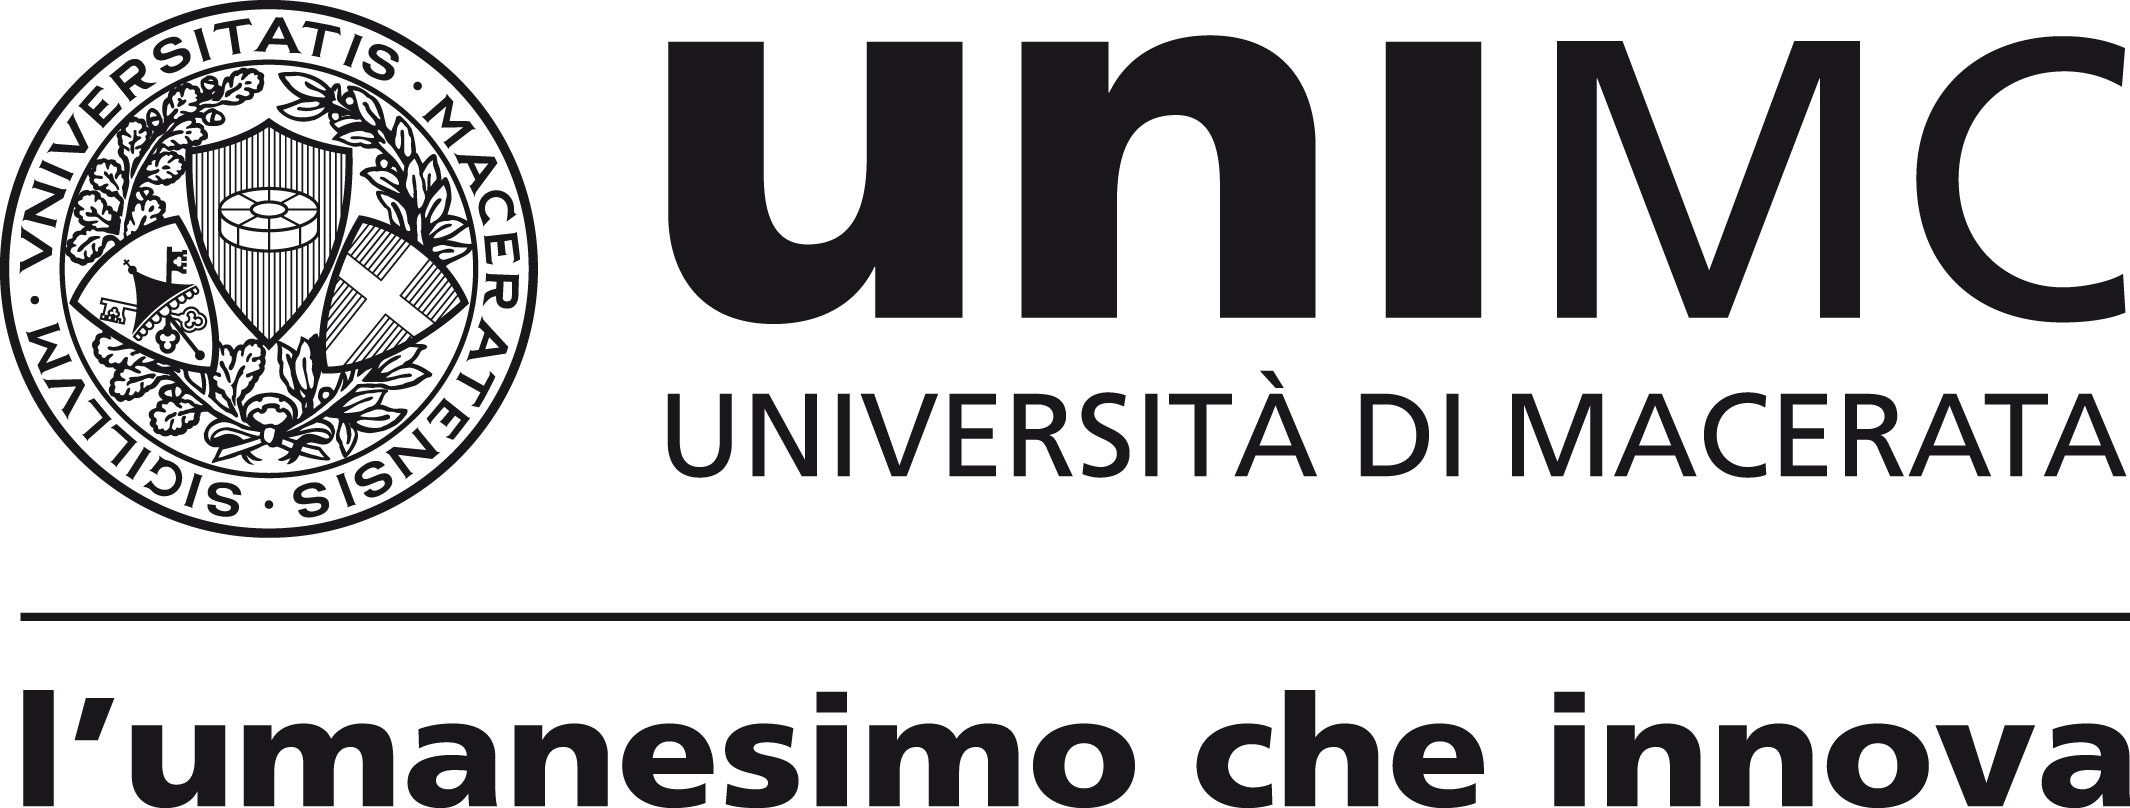 SIGILLVM · VNIVERSITATIS · MACERATENSIS ·
unIMC
UNIVERSITÀ DI MACERATA
l'umanesimo che innova